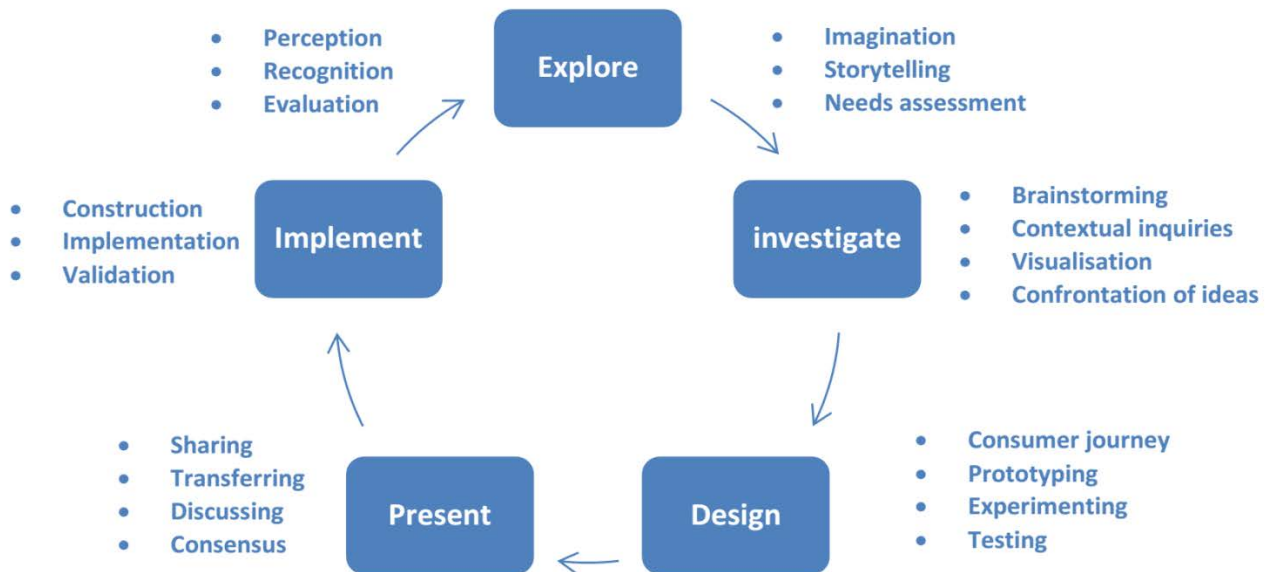 Explore
• Perception
• Recognition
• Evaluation
• Imagination
• Storytelling
• Needs assessment
investigate
• Brainstorming
• Contextual inquiries
• Visualisation
• Confrontation of ideas
Design
• Consumer journey
• Prototyping
• Experimenting
• Testing
Present
• Sharing
• Transferring
• Discussing
• Consensus
Implement
• Construction
• Implementation
• Validation